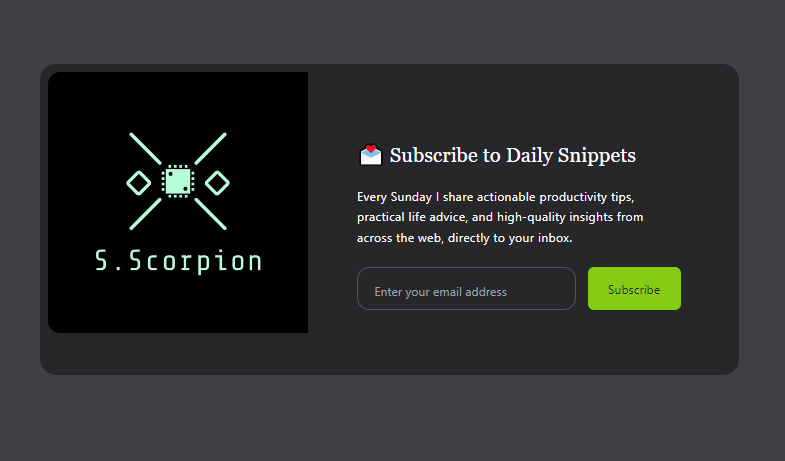 S.Scorpion
💌 Subscribe to Daily Snippets
Every Sunday I share actionable productivity tips,
practical life advice, and high-quality insights from
across the web, directly to your inbox.
Enter your email address
Subscribe